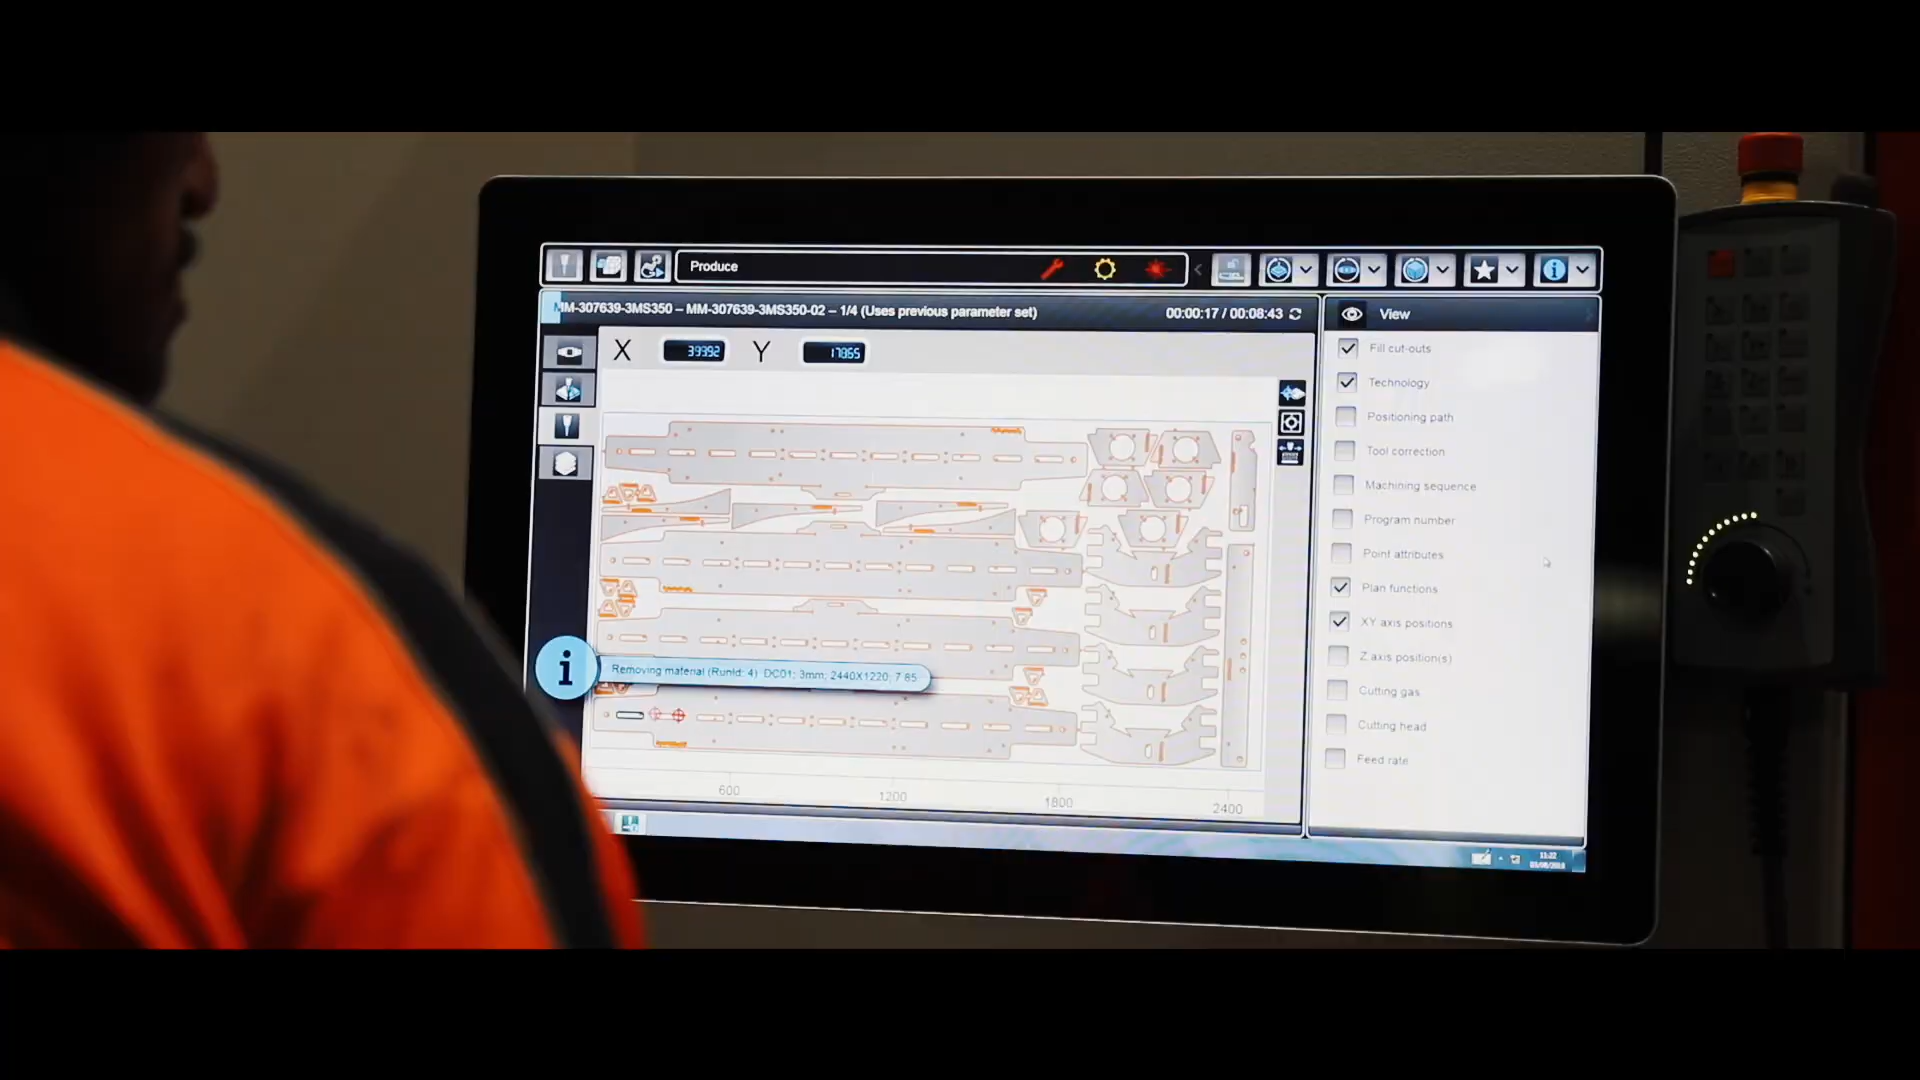 Produce
MM-307639-3MS350 – MM-307639-3MS350-02 – 1/4 (Uses previous parameter set)
00:00:17 / 00:08:43
View
X
Y
Fill cut-outs
Technology
Positioning path
Tool correction
Machining sequence
Program number
Point attributes
Plan functions
XY axis positions
Z axis position(s)
Cutting gas
Cutting head
Feed rate
i
Removing material (RunId: 4) DC01; 3mm; 2440X1220; 7.85
600
1200
1800
2400
11:22